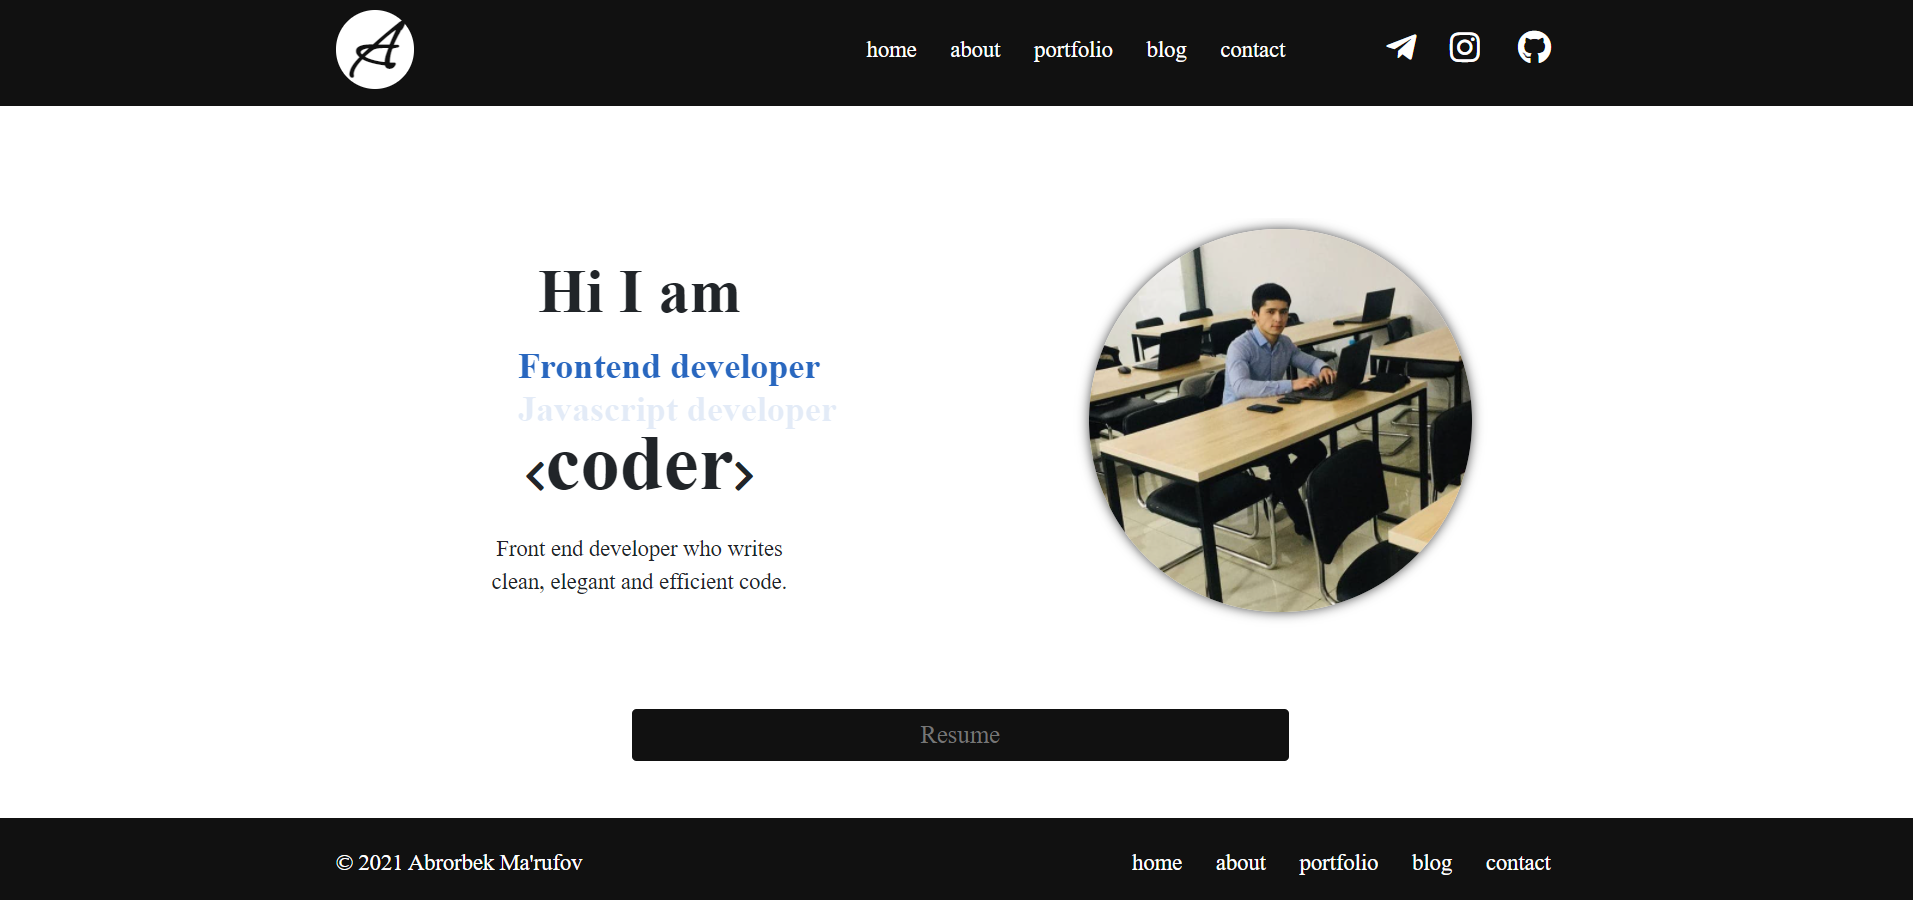 A
home about portfolio blog contact
Hi I am
Frontend developer
Javascript developer
<coder>
Front end developer who writes
clean, elegant and efficient code.
Resume
© 2021 Abrorbek Ma'rufov
home about portfolio blog contact